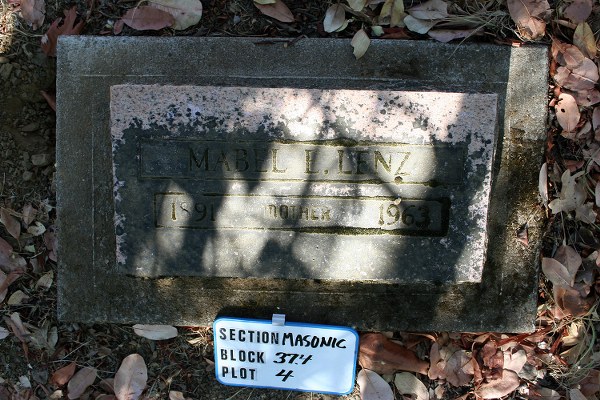 MABEL E. LENZ
1891 MOTHER 1963
SECTION MASONIC
BLOCK 374
PLOT 4